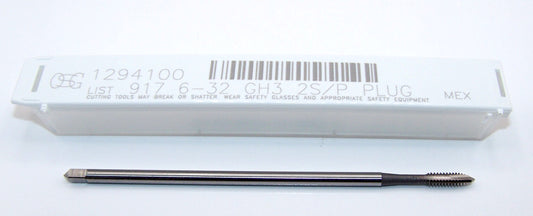 OSG
1294100
LIST 917 6-32 GH3 2S/P PLUG
CUTTING TOOLS MAY BREAK OR SHATTER. WEAR SAFETY GLASSES AND APPROPRIATE SAFETY EQUIPMENT
MEX